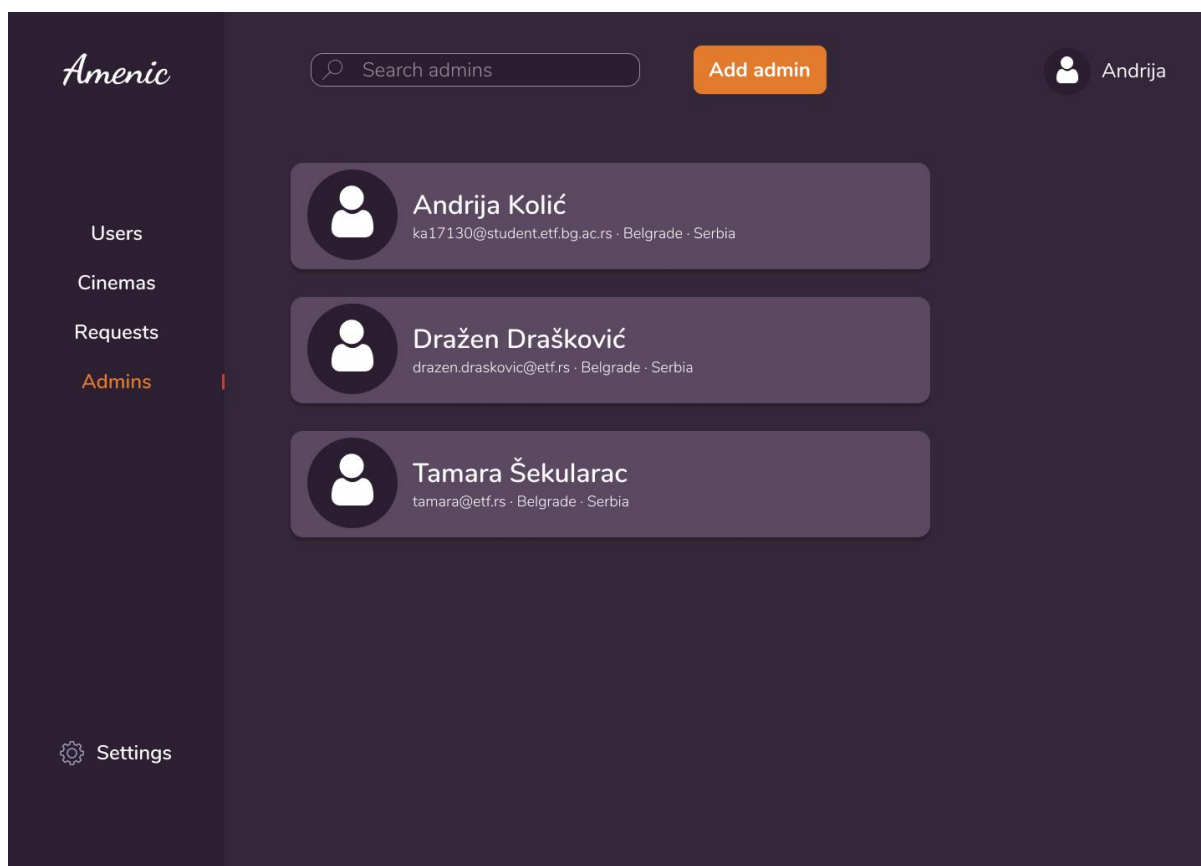 Amenic
Search admins
Add admin
Andrija
Users
Cinemas
Requests
Admins
Settings
Andrija Kolić
ka17130@student.etf.bg.ac.rs · Belgrade · Serbia
Dražen Drašković
drazen.draskovic@etf.rs · Belgrade · Serbia
Tamara Šekularac
tamara@etf.rs · Belgrade · Serbia